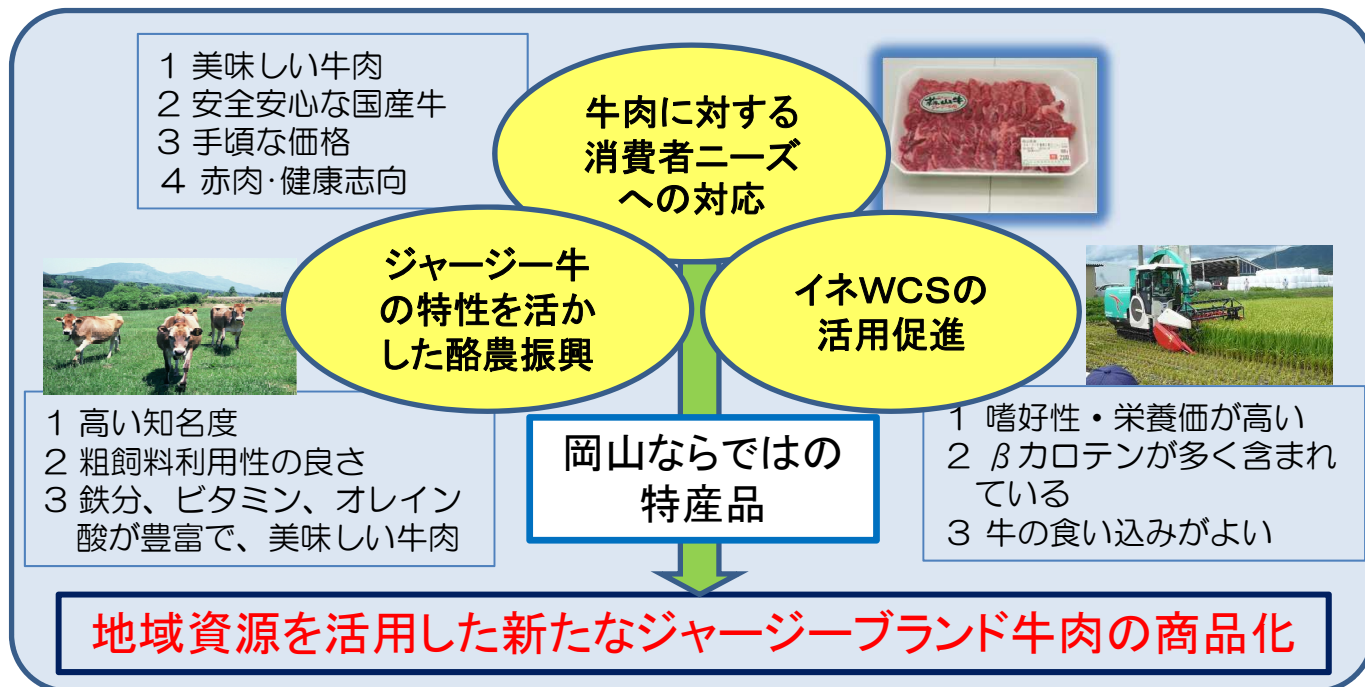 1 美味しい牛肉
2 安全安心な国産牛
3 手頃な価格
4 赤肉・健康志向
牛肉に対する
消費者ニーズ
への対応
ジャージー牛
の特性を活か
した酪農振興
イネWCSの
活用促進
1 高い知名度
2 粗飼料利用性の良さ
3 鉄分、ビタミン、オレイン
酸が豊富で、美味しい牛肉
岡山ならではの
特産品
1 嗜好性・栄養価が高い
2 βカロテンが多く含まれ
ている
3 牛の食い込みがよい
地域資源を活用した新たなジャージーブランド牛肉の商品化